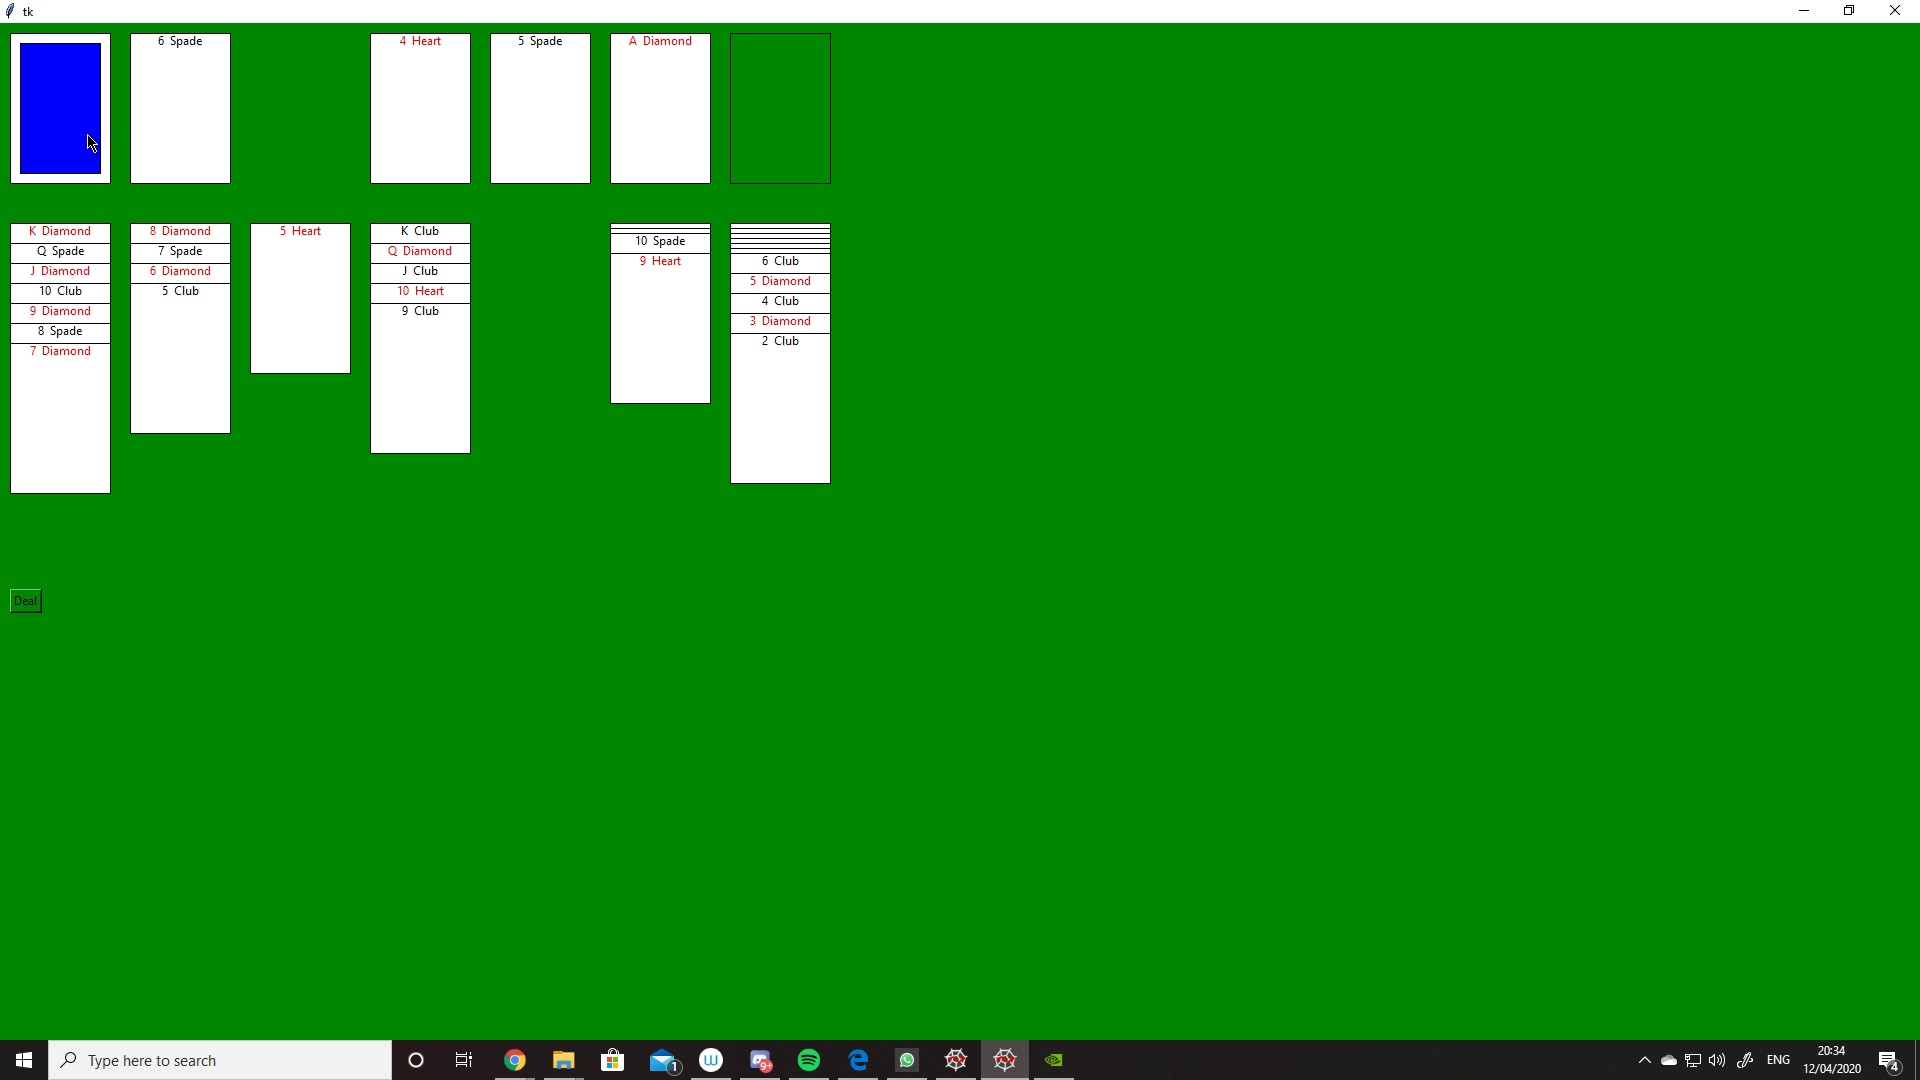 tk
6 Spade
4 Heart
5 Spade
A Diamond
K Diamond
Q Spade
J Diamond
10 Club
9 Diamond
8 Spade
7 Diamond
8 Diamond
7 Spade
6 Diamond
5 Club
5 Heart
K Club
Q Diamond
J Club
10 Heart
9 Club
10 Spade
9 Heart
6 Club
5 Diamond
4 Club
3 Diamond
2 Club
Deal
Type here to search
1
W
9+
ENG
20:34
12/04/2020
4